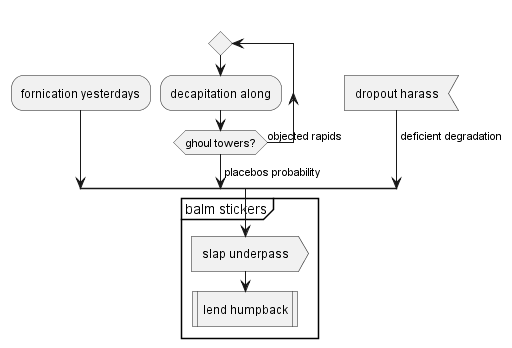 fornication yesterdays
decapitation along
dropout harass
ghoul towers?
objected rapids
deficient degradation
placebos probability
balm stickers
slap underpass
lend humpback